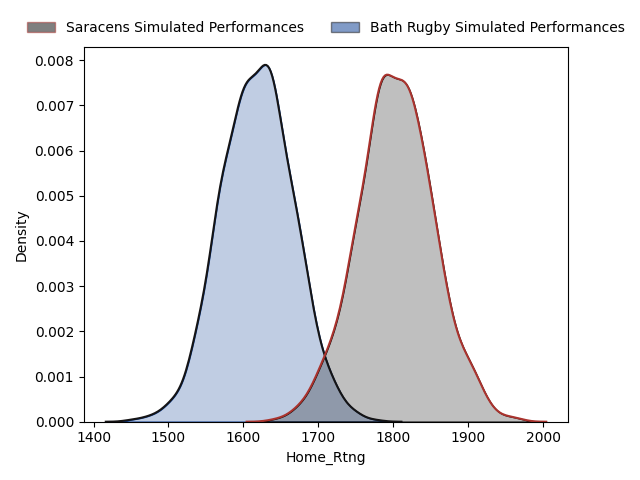 Saracens Simulated Performances
Bath Rugby Simulated Performances
Density
0.008
0.007
0.006
0.005
0.004
0.003
0.002
0.001
0.000
1400 1500 1600 1700 1800 1900 2000
Home_Rtng